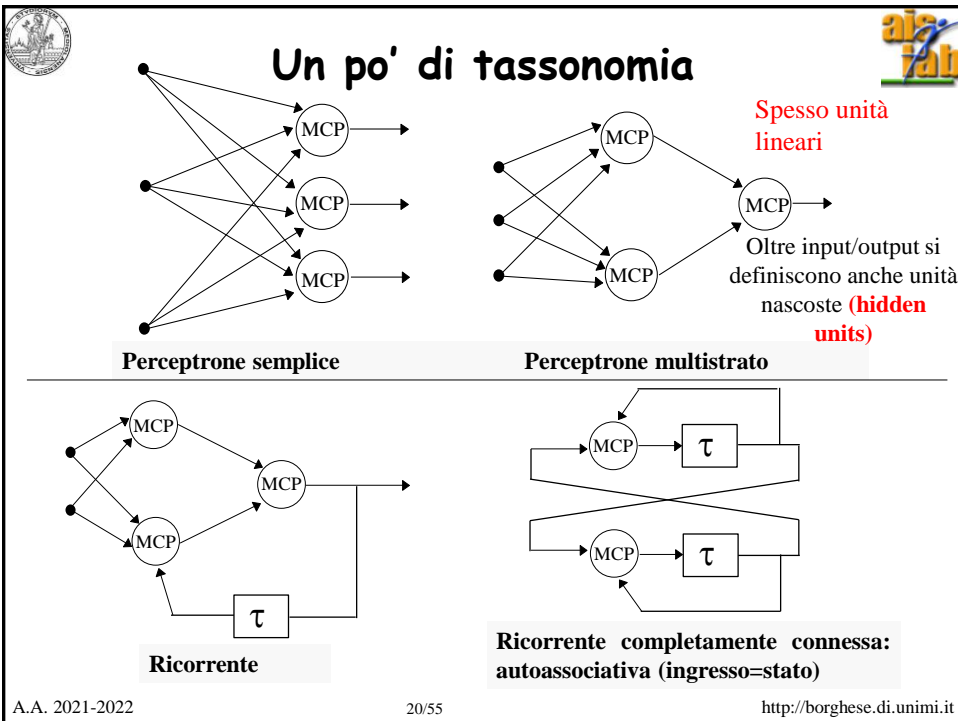 Un po' di tassonomia
MCP
MCP
MCP
Perceptrone semplice
MCP
MCP
MCP
Spesso unità
lineari
Oltre input/output si
definiscono anche unità
nascoste (hidden
units)
Perceptrone multistrato
MCP
MCP
MCP
τ
Ricorrente
MCP
τ
MCP
τ
Ricorrente completamente connessa:
autoassociativa (ingresso=stato)
A.A. 2021-2022
20/55
http://borghese.di.unimi.it